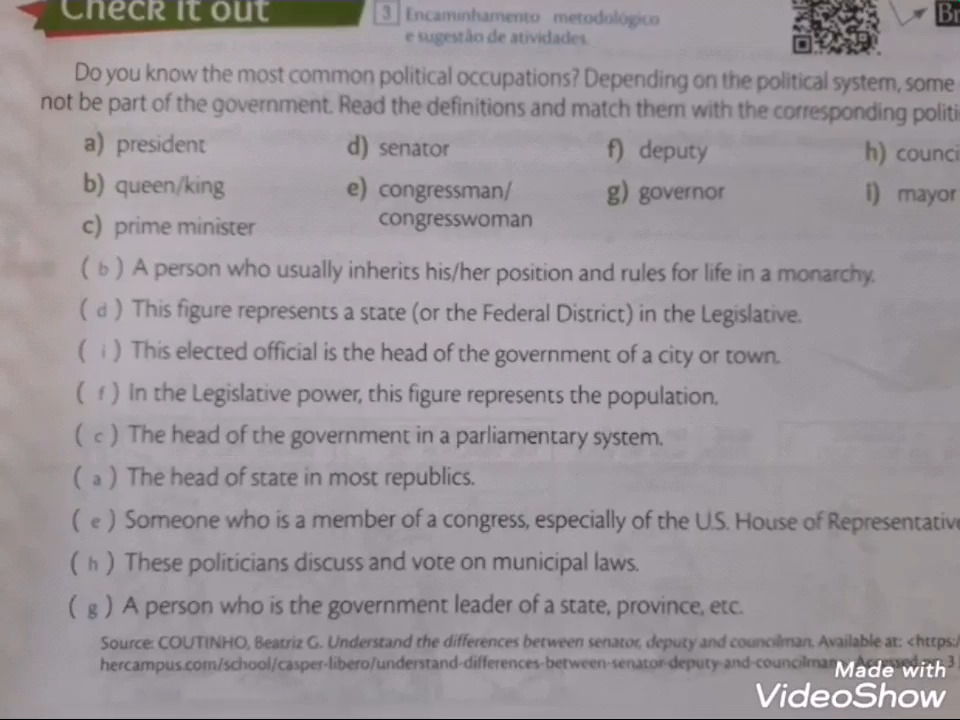 Check it out
3 Encaminhamento metodológico
e sugestão de atividades.
Do you know the most common political occupations? Depending on the political system, some
not be part of the government. Read the definitions and match them with the corresponding politi
a) president d) senator f) deputy h) counci
b) queen/king e) congressman/ g) governor i) mayor
c) prime minister congresswoman
( b ) A person who usually inherits his/her position and rules for life in a monarchy.
( d ) This figure represents a state (or the Federal District) in the Legislative.
( i ) This elected official is the head of the government of a city or town.
( f ) In the Legislative power, this figure represents the population.
( c ) The head of the government in a parliamentary system.
( a ) The head of state in most republics.
( e ) Someone who is a member of a congress, especially of the U.S. House of Representative
( h ) These politicians discuss and vote on municipal laws.
( g ) A person who is the government leader of a state, province, etc.
Source: COUTINHO, Beatriz G. Understand the differences between senator, deputy and councilman. Available at: <https:/
hercampus.com/school/casper-libero/understand-differences-between-senator-deputy-and-councilman
Made with
VideoShow